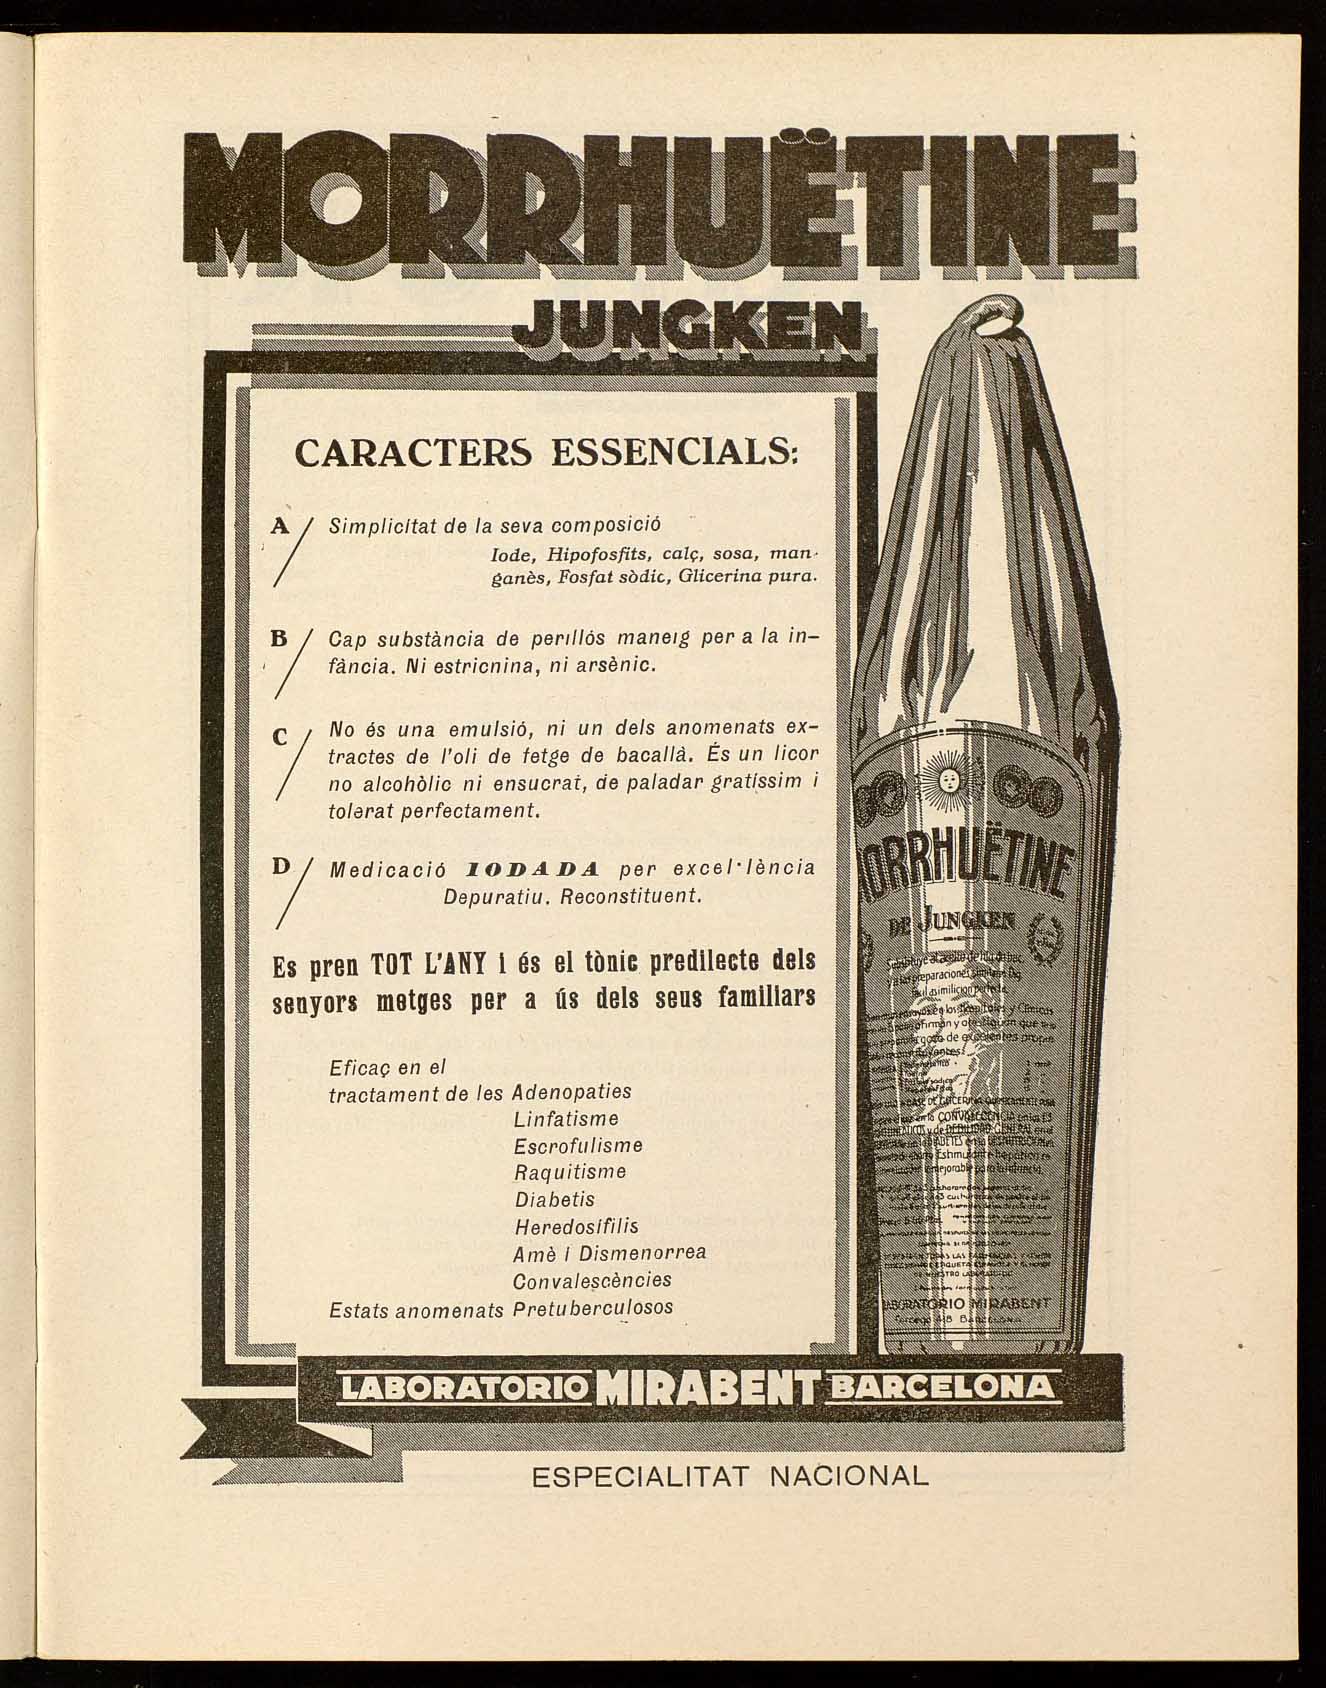 MORRHUËTINE
JUNGKEN
CARACTERS ESSENCIALS:
A / Simplicitat de la seva composició
Iode, Hipofosfits, calç, sosa, man-
ganès, Fosfat sòdic, Glicerina pura.
B / Cap substància de perillós maneig per a la in-
fància. Ni estricnina, ni arsènic.
C / No és una emulsió, ni un dels anomenats ex-
tractes de l'oli de fetge de bacallà. És un licor
no alcohòlic ni ensucrat, de paladar gratíssim i
tolerat perfectament.
D / Medicació IODADA per excel·lència
Depuratiu. Reconstituent.
Es pren TOT L'ANY i és el tònic predilecte dels
senyors metges per a ús dels seus familiars
Eficaç en el
tractament de les Adenopaties
Linfatisme
Escrofulisme
Raquitisme
Diabetis
Heredosífilis
Amè i Dismenorrea
Convalescències
Estats anomenats Pretuberculosos
MORRHUËTINE
DE JUNGKEN
LABORATORIO MIRABENT
LABORATORIO MIRABENT BARCELONA
ESPECIALITAT NACIONAL